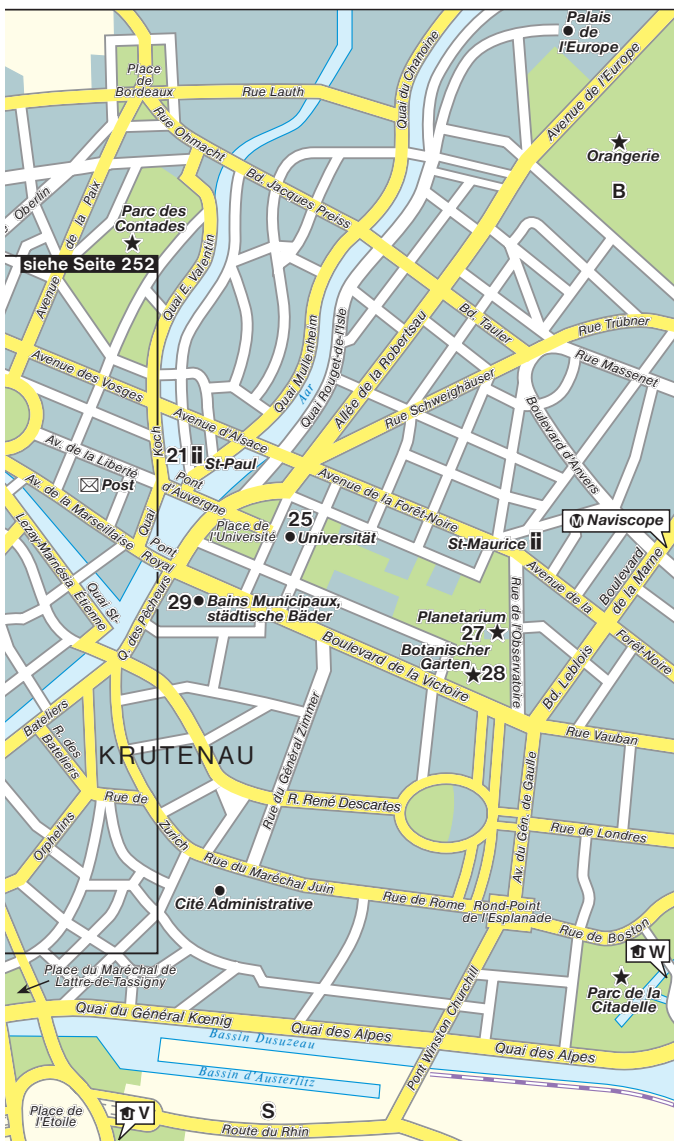 Palais
de
l'Europe
Place
de
Bordeaux
Rue Lauth
Quai du Chanoine
Avenue de l'Europe
Rue Ohmacht
Orangerie
B
Bd. Jacques Preiss
Oberlin
Avenue de la Paix
Parc des
Contades
siehe Seite 252
Quai E. Valentin
Quai Mullenheim
Aar
Quai Rouget-de-l'Isle
Allée de la Robertsau
Bd. Tauler
Rue Trübner
Rue Massenet
Rue Schweighäuser
Boulevard d'Anvers
Avenue des Vosges
Avenue d'Alsace
Av. de la Liberté
Quai Koch
21 St-Paul
Pont
d'Auvergne
Post
Av. de la Marseillaise
Avenue de la Forêt-Noire
Place de
l'Université
25
Universität
M Naviscope
St-Maurice
Avenue de la
Forêt-Noire
Boulevard
de la Marne
Lezay-Marnésia
Quai St-
Étienne
Pont
Royal
Q. des Pêcheurs
29 Bains Municipaux,
städtische Bäder
Planetarium
27
Botanischer
Garten
28
Rue de l'Observatoire
Bd. Leblois
Boulevard de la Victoire
Rue Vauban
Bateliers
R. des
Bateliers
KRUTENAU
Rue du Général Zimmer
Av. du Gén. de Gaulle
Rue de
Zurich
R. René Descartes
Rue de Londres
Orphelins
Rue du Maréchal Juin
Cité Administrative
Rue de Rome
Rond-Point
de l'Esplanade
Rue de Boston
W
Place du Maréchal de
Lattre-de-Tassigny
Parc de la
Citadelle
Pont Winston Churchill
Quai du Général Kœnig
Quai des Alpes
Quai des Alpes
Bassin Dusuzeau
Bassin d'Austerlitz
Place de
l'Etoile
V
S
Route du Rhin